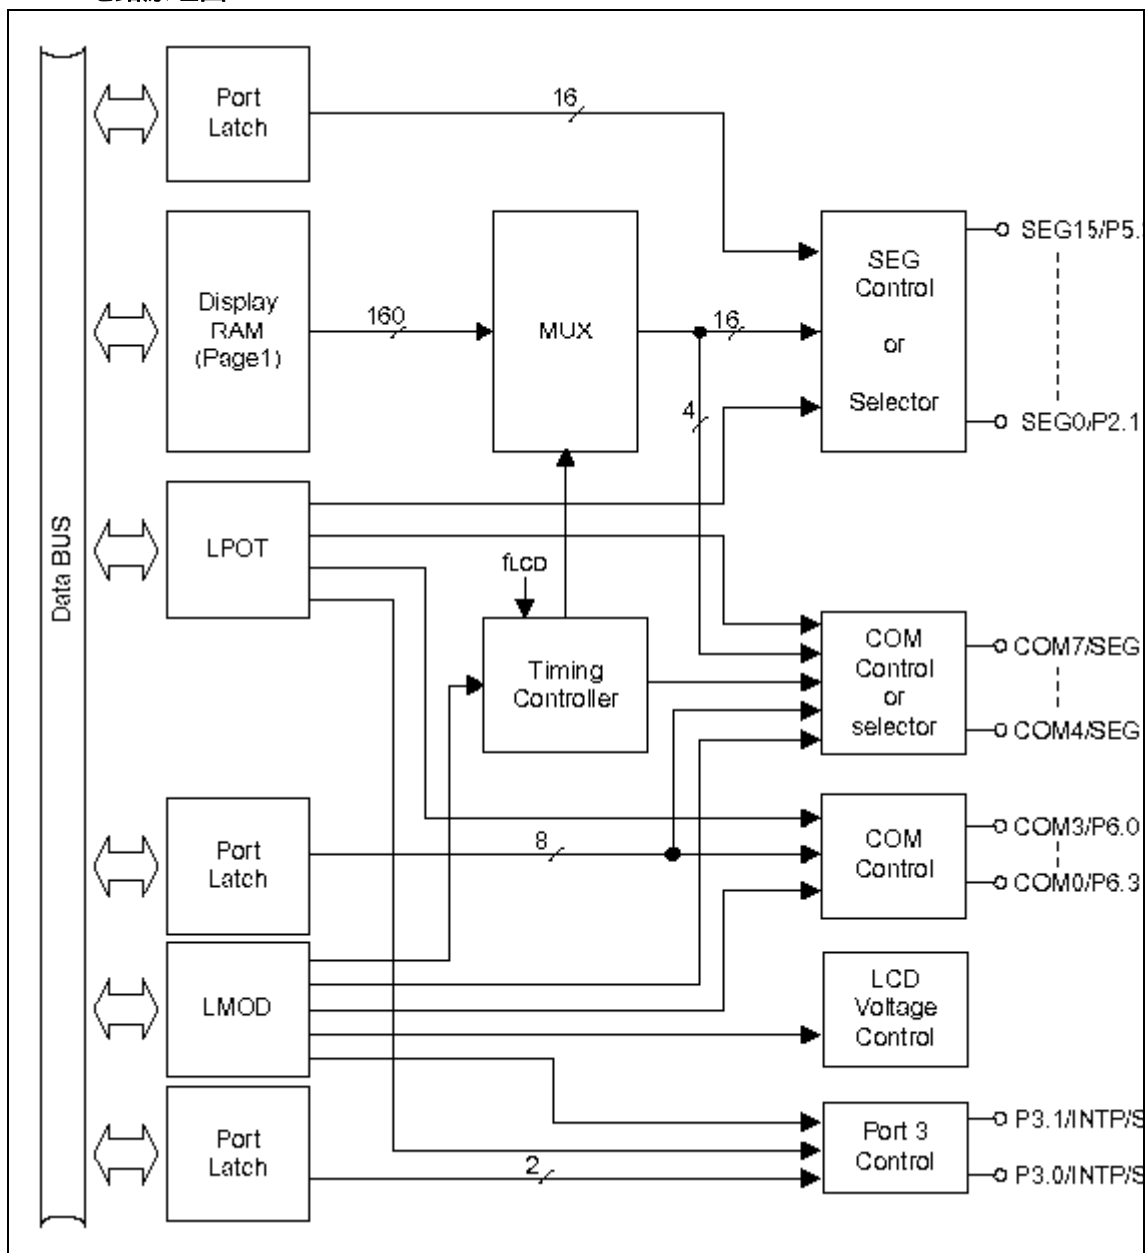 Port
Latch
16
Display
RAM
(Page1)
160
MUX
16
4
SEG
Control
or
Selector
SEG15/P5.
SEG0/P2.1
Data BUS
LPOT
fLCD
Timing
Controller
COM
Control
or
selector
COM7/SEG
COM4/SEG
Port
Latch
8
COM
Control
COM3/P6.0
COM0/P6.3
LMOD
LCD
Voltage
Control
Port
Latch
2
Port 3
Control
P3.1/INTP/S
P3.0/INTP/S